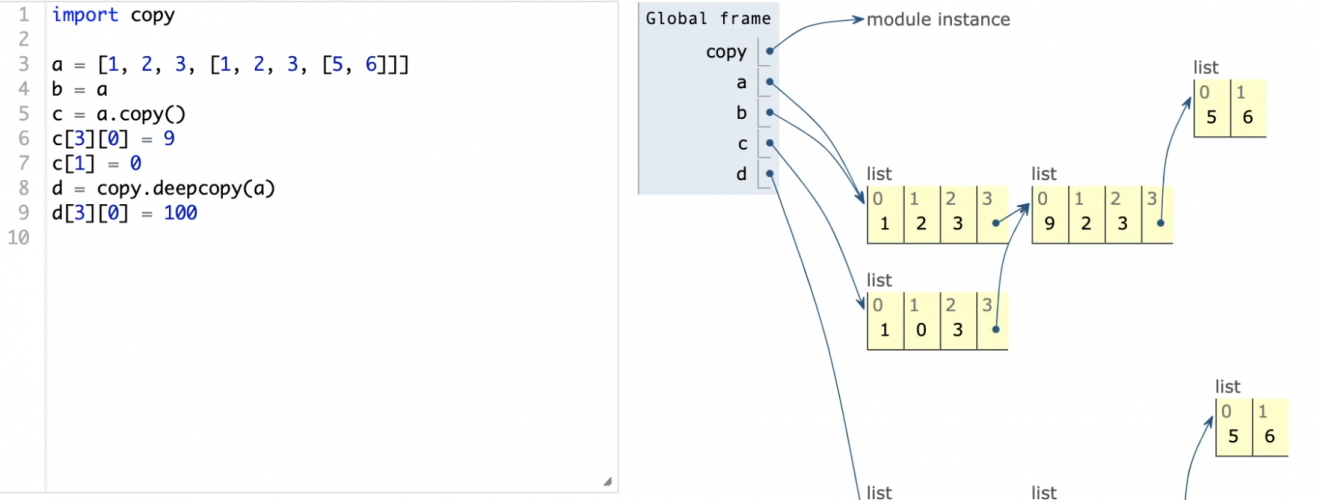 1 import copy
2
3 a = [1, 2, 3, [1, 2, 3, [5, 6]]]
4 b = a
5 c = a.copy()
6 c[3][0] = 9
7 c[1] = 0
8 d = copy.deepcopy(a)
9 d[3][0] = 100
10
Global frame
module instance
copy
a
b
c
d
list
0 1
5 6
list
0 1 2 3
1 2 3
list
0 1 2 3
9 2 3
list
0 1 2 3
1 0 3
list
0 1
5 6
list
list